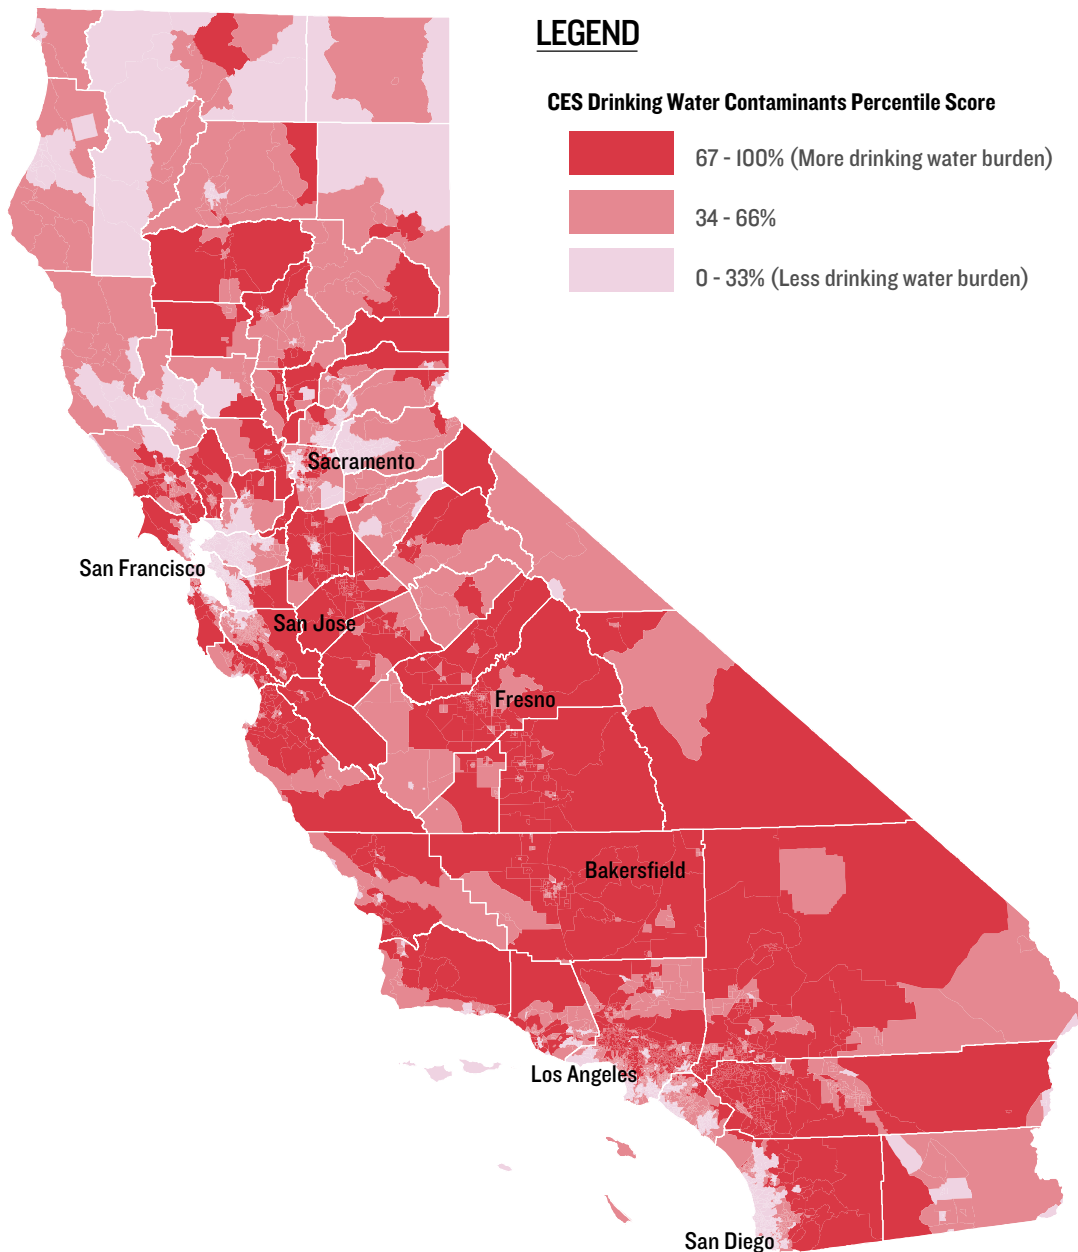 LEGEND
CES Drinking Water Contaminants Percentile Score
67 - 100% (More drinking water burden)
34 - 66%
0 - 33% (Less drinking water burden)
Sacramento
San Francisco
San Jose
Fresno
Bakersfield
Los Angeles
San Diego